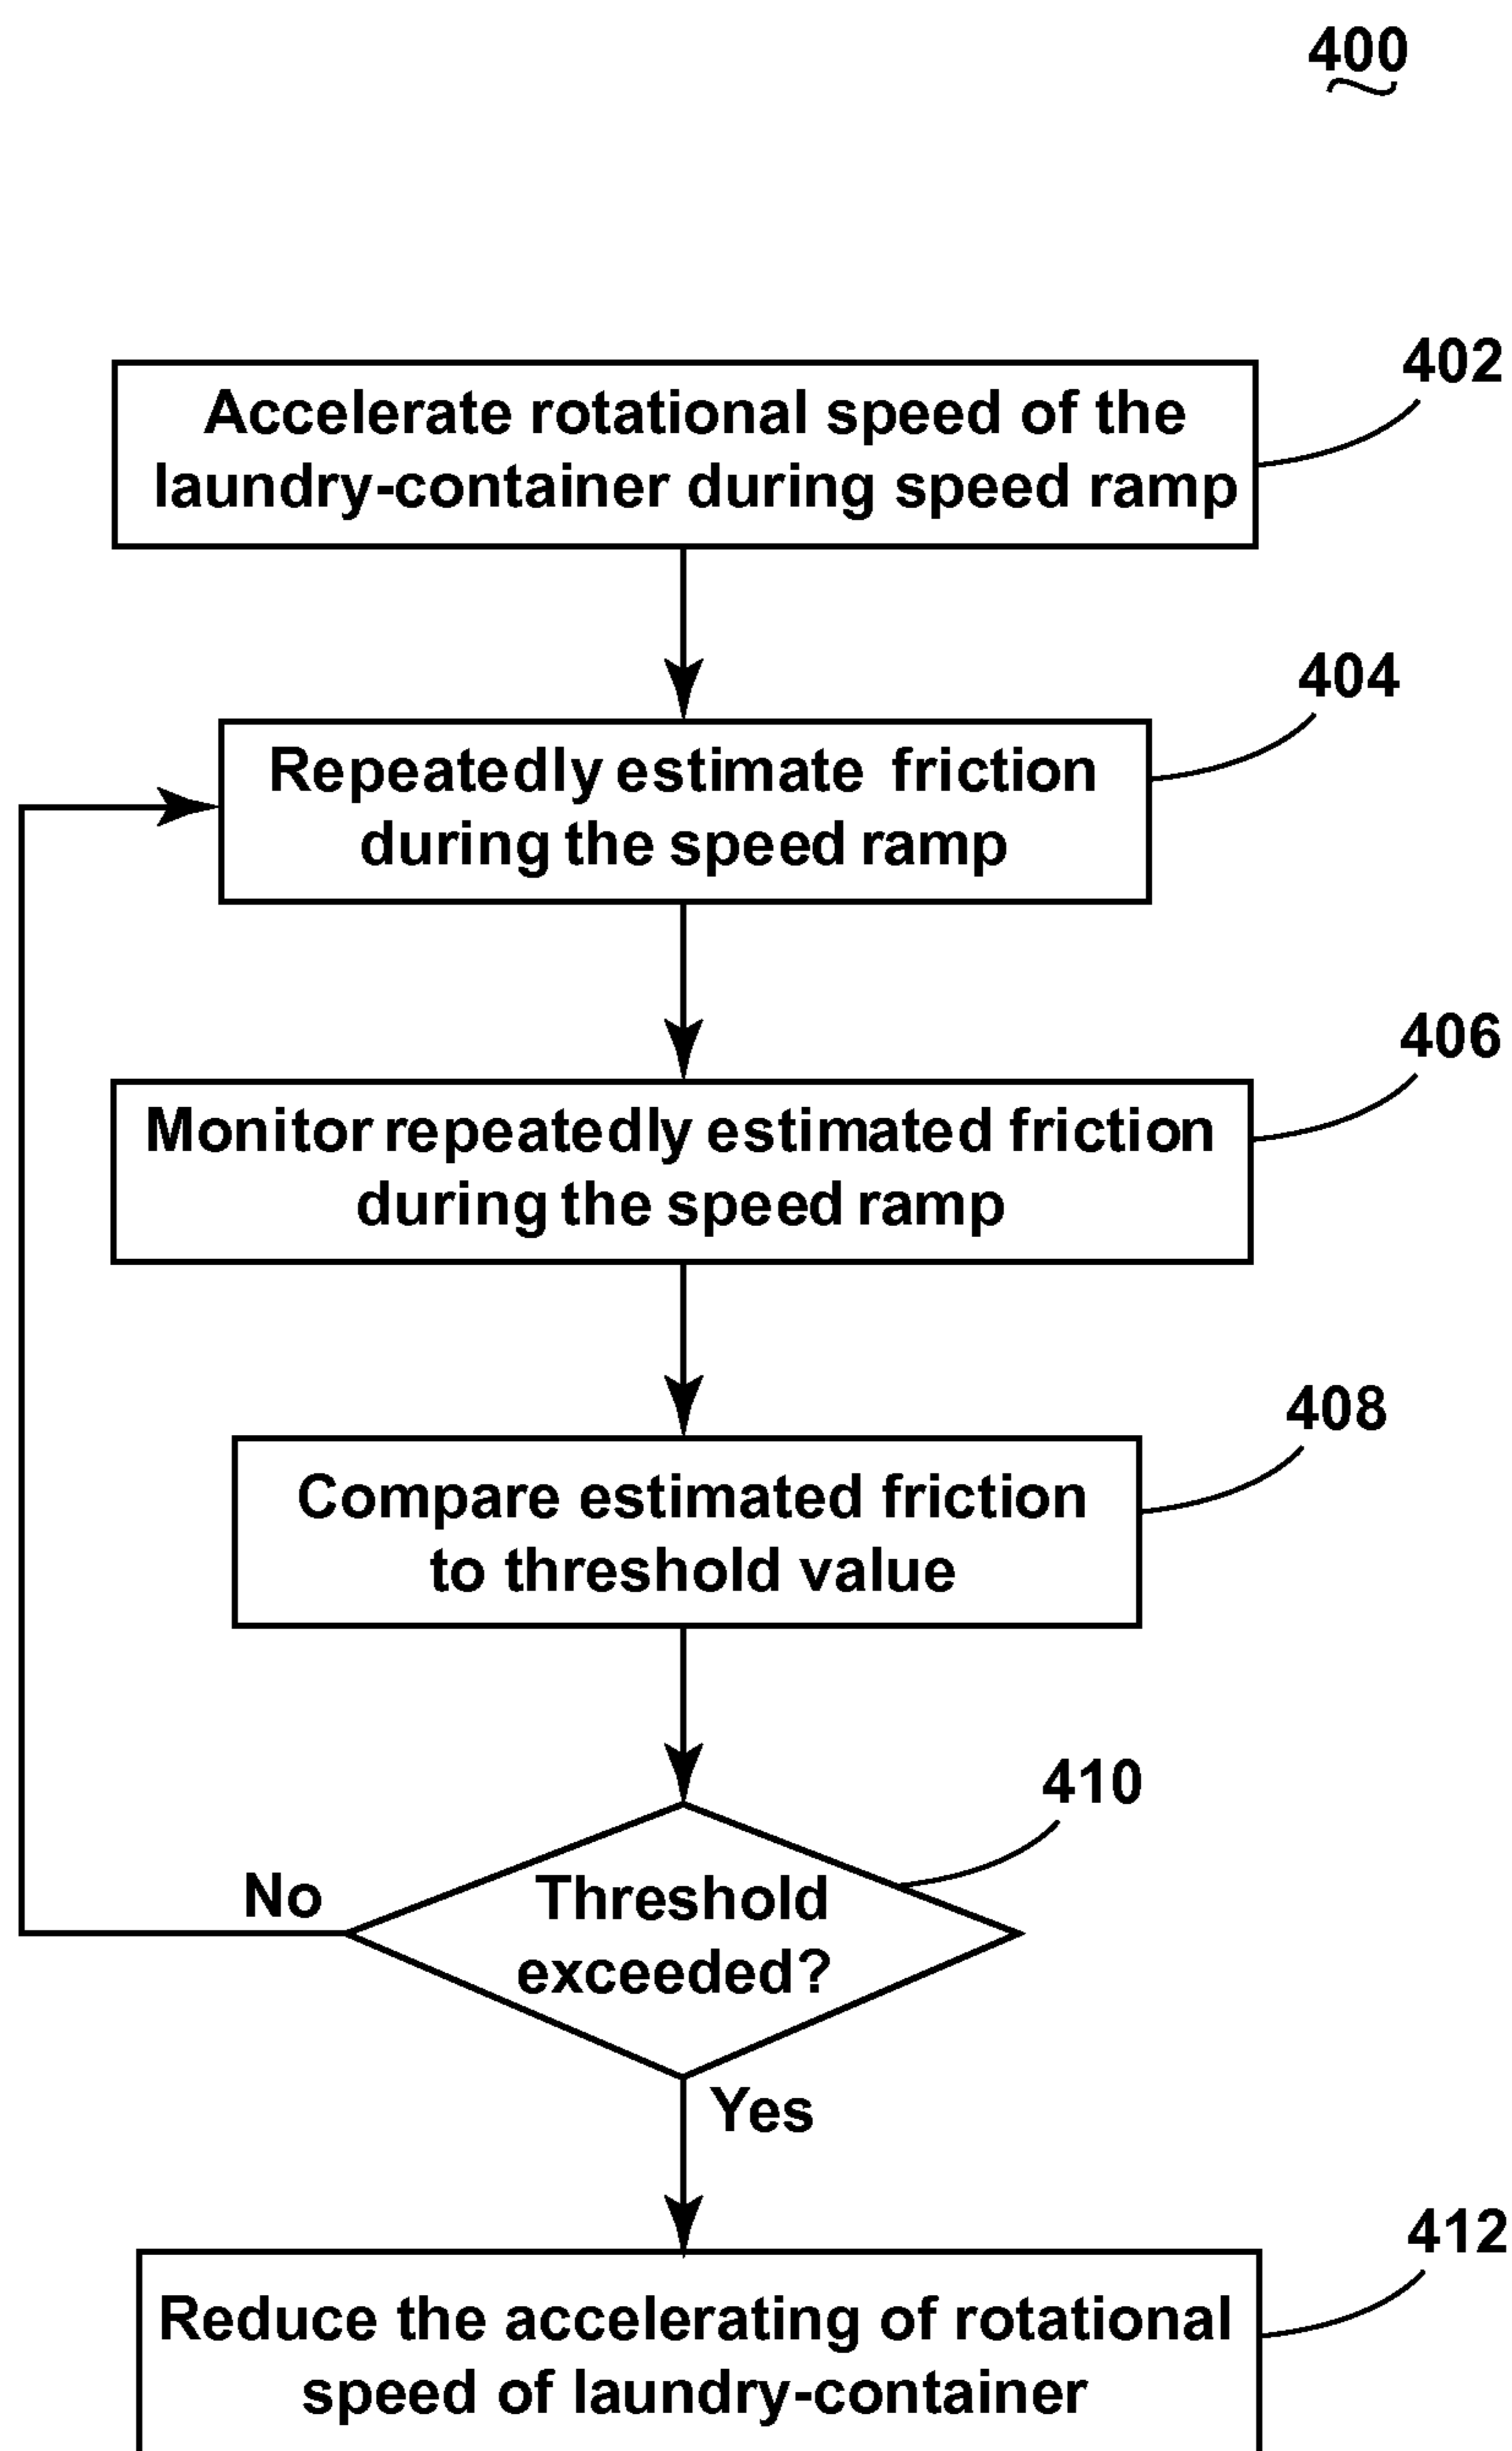 400
402
Accelerate rotational speed of the
laundry-container during speed ramp
404
Repeatedly estimate friction
during the speed ramp
406
Monitor repeatedly estimated friction
during the speed ramp
408
Compare estimated friction
to threshold value
410
Threshold
exceeded?
No
Yes
412
Reduce the accelerating of rotational
speed of laundry-container